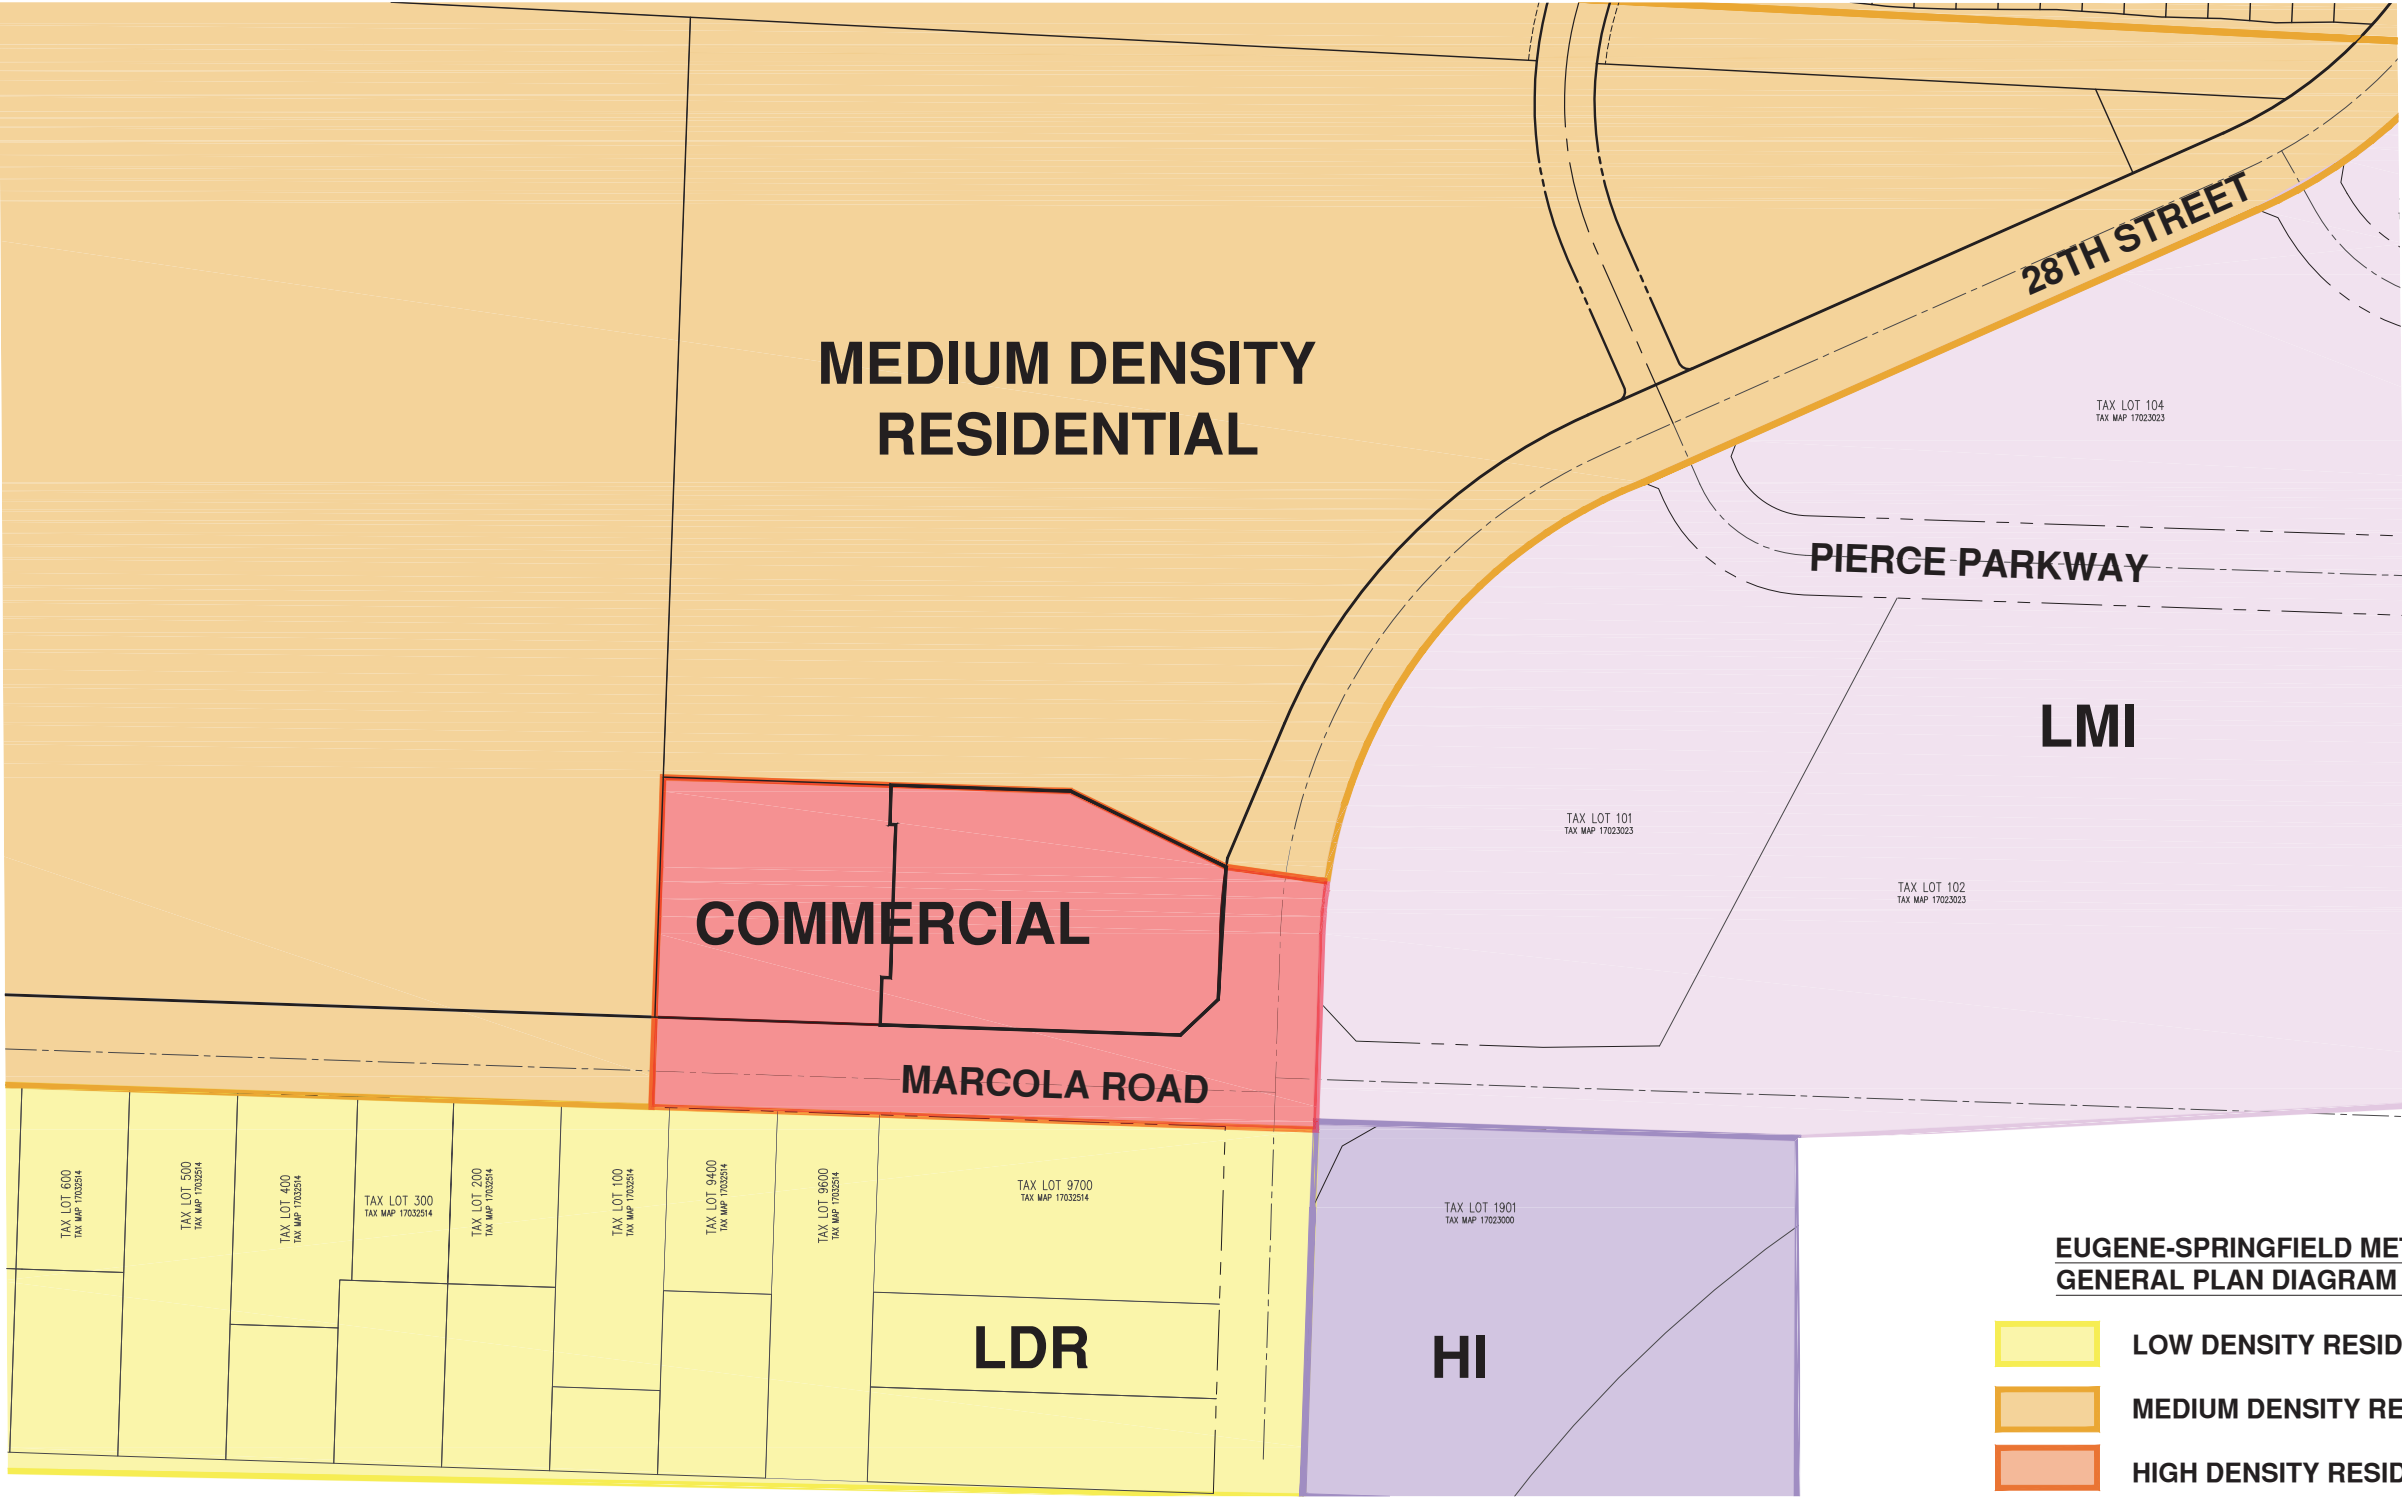 28TH STREET
MEDIUM DENSITY
RESIDENTIAL
TAX LOT 104
TAX MAP 17023023
PIERCE PARKWAY
LMI
TAX LOT 101
TAX MAP 17023023
TAX LOT 102
TAX MAP 17023023
COMMERCIAL
MARCOLA ROAD
TAX LOT 600
TAX MAP 17032514
TAX LOT 500
TAX MAP 17032514
TAX LOT 400
TAX MAP 17032514
TAX LOT 300
TAX MAP 17032514
TAX LOT 200
TAX MAP 17032514
TAX LOT 100
TAX MAP 17032514
TAX LOT 9400
TAX MAP 17032514
TAX LOT 9600
TAX MAP 17032514
TAX LOT 9700
TAX MAP 17032514
TAX LOT 1901
TAX MAP 17023000
LDR
HI
EUGENE-SPRINGFIELD MET
GENERAL PLAN DIAGRAM
LOW DENSITY RESID
MEDIUM DENSITY RE
HIGH DENSITY RESID